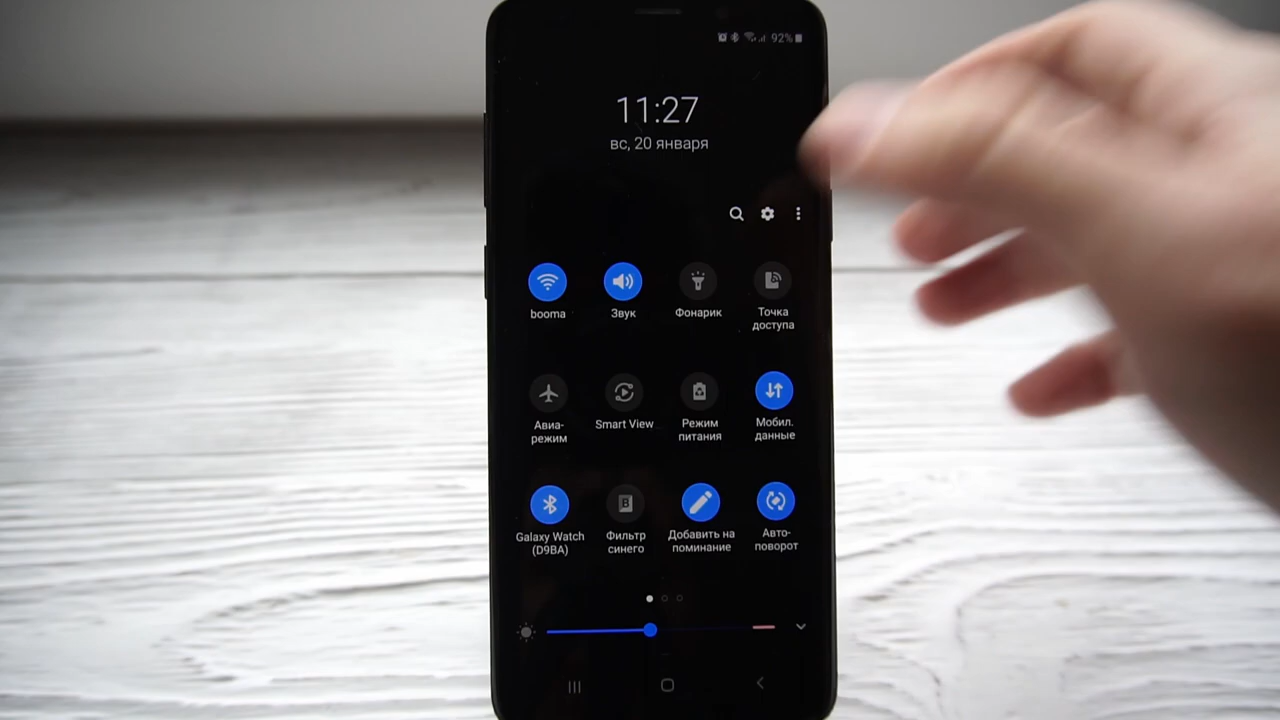 92%
11:27
вс, 20 января
booma
Звук
Фонарик
Точка
доступа
Авиа-
режим
Smart View
Режим
питания
Мобил.
данные
Galaxy Watch
(D9BA)
Фильтр
синего
Добавить на
поминание
Авто-
поворот